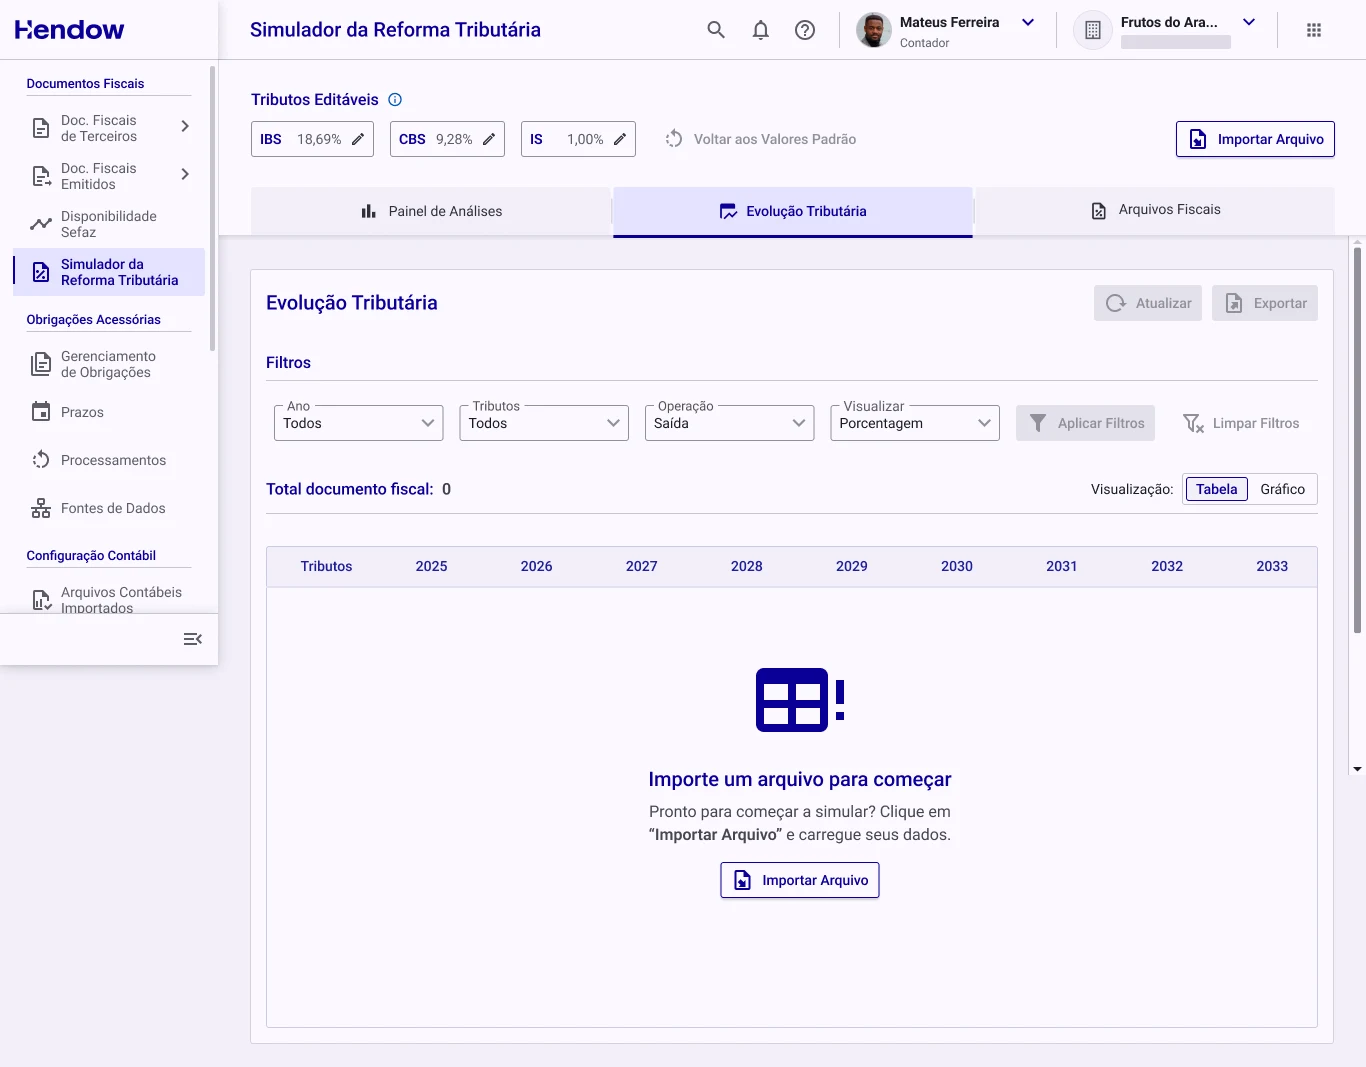 Hendow
Simulador da Reforma Tributária
Mateus Ferreira
Contador
Frutos do Ara...
Documentos Fiscais
Doc. Fiscais
de Terceiros
Doc. Fiscais
Emitidos
Disponibilidade
Sefaz
Simulador da
Reforma Tributária
Obrigações Acessórias
Gerenciamento
de Obrigações
Prazos
Processamentos
Fontes de Dados
Configuração Contábil
Arquivos Contábeis
Importados
Tributos Editáveis
IBS 18,69%
CBS 9,28%
IS 1,00%
Voltar aos Valores Padrão
Importar Arquivo
Painel de Análises
Evolução Tributária
Arquivos Fiscais
Evolução Tributária
Atualizar
Exportar
Filtros
Ano
Todos
Tributos
Todos
Operação
Saída
Visualizar
Porcentagem
Aplicar Filtros
Limpar Filtros
Total documento fiscal: 0
Visualização: Tabela Gráfico
Tributos 2025 2026 2027 2028 2029 2030 2031 2032 2033
Importe um arquivo para começar
Pronto para começar a simular? Clique em
“Importar Arquivo” e carregue seus dados.
Importar Arquivo